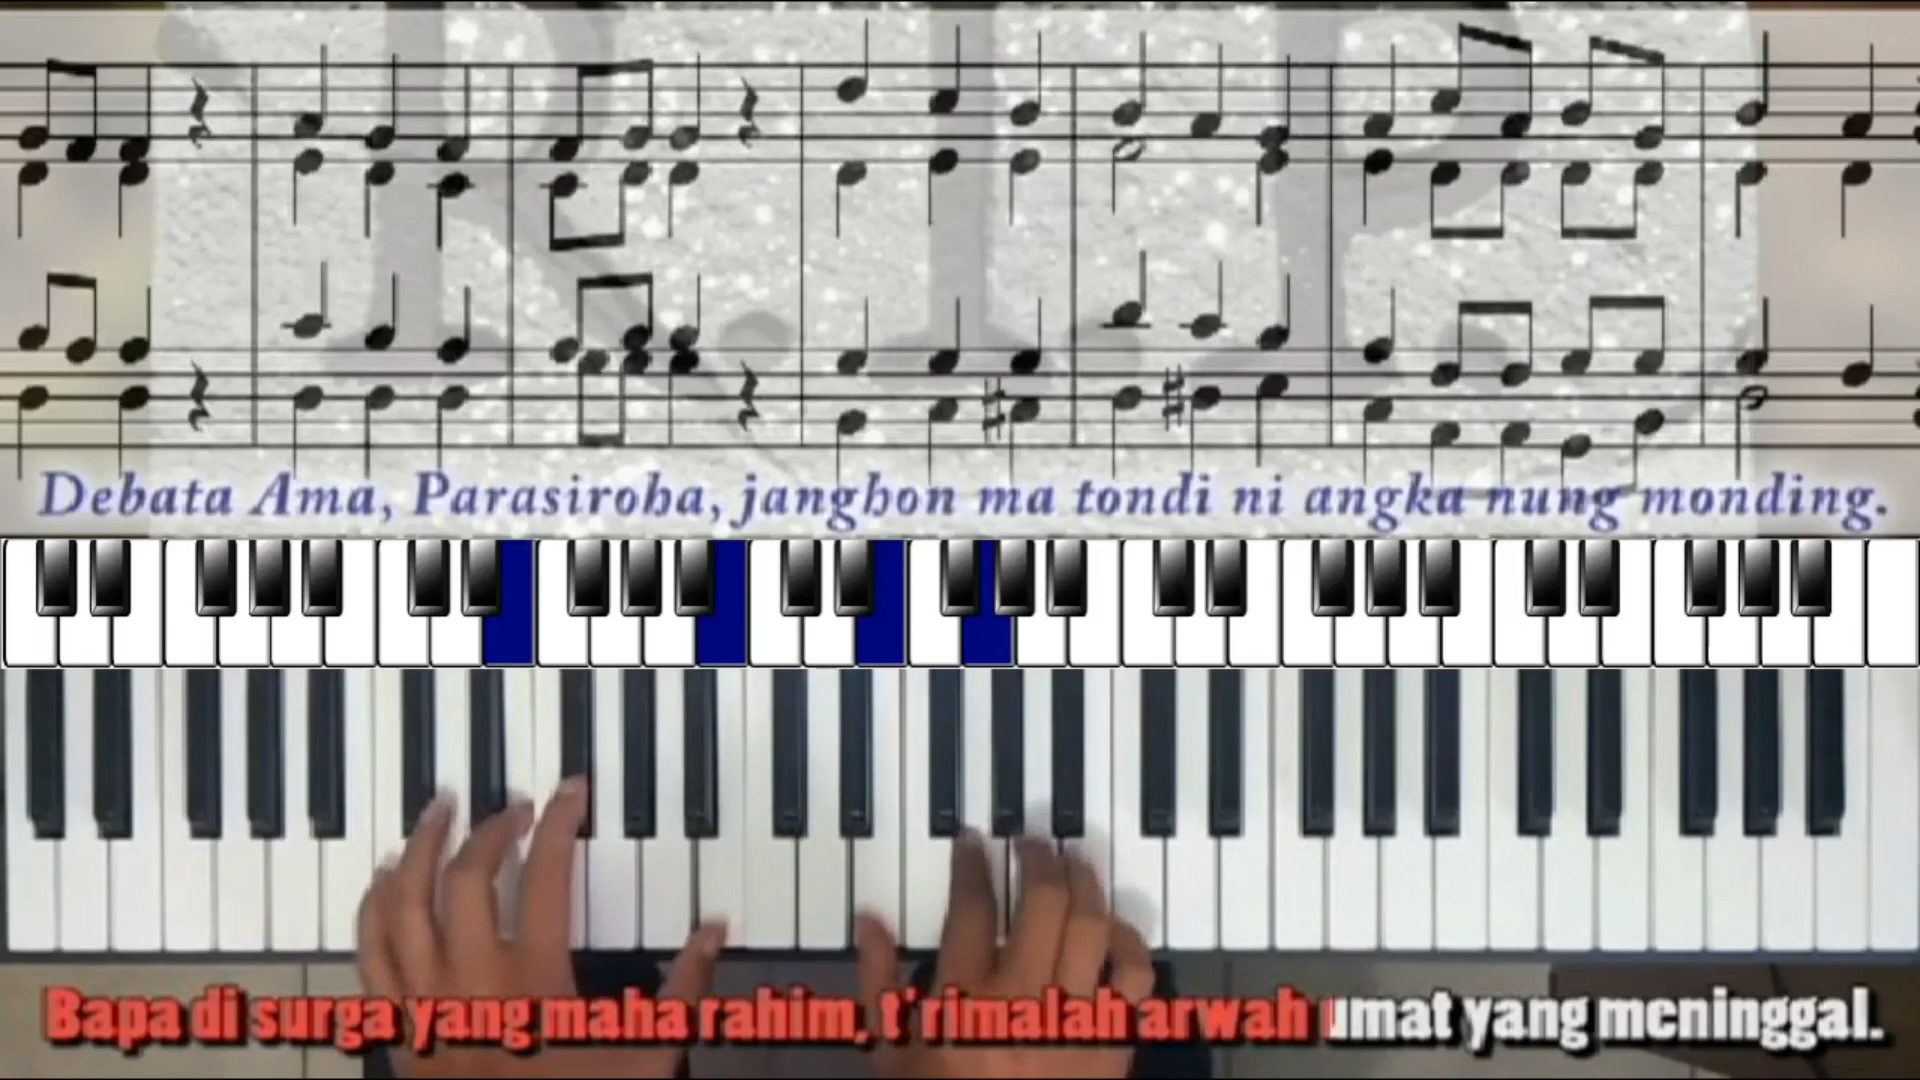 Debata Ama, Parasiroha, janghon ma tondi ni angka nung monding.
Bapa di surga yang maha rahim, t'rimalah arwah umat yang meninggal.